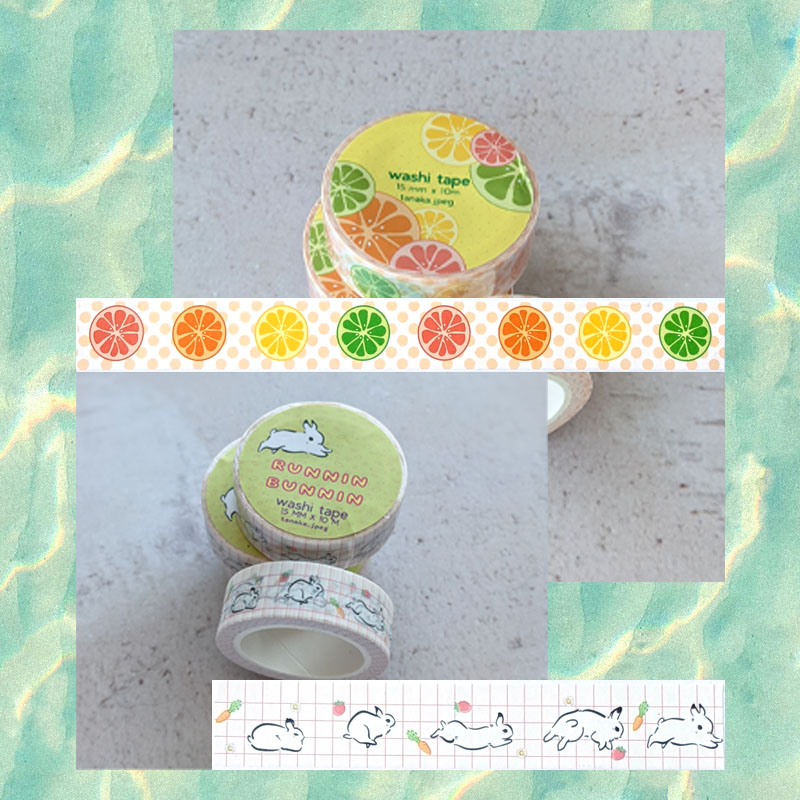 washi tape
15 mm x 10m
tanaka.jpeg
RUNNIN
BUNNIN
washi tape
15 MM X 10 M
tanaka.jpeg